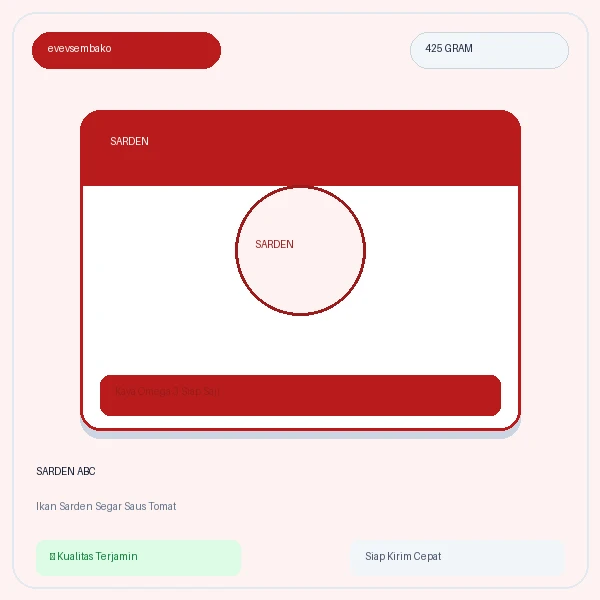 evevsembako
425 GRAM
SARDEN
SARDEN
SARDEN ABC
Ikan Sarden Segar Saus Tomat
Kualitas Terjamin
Siap Kirim Cepat